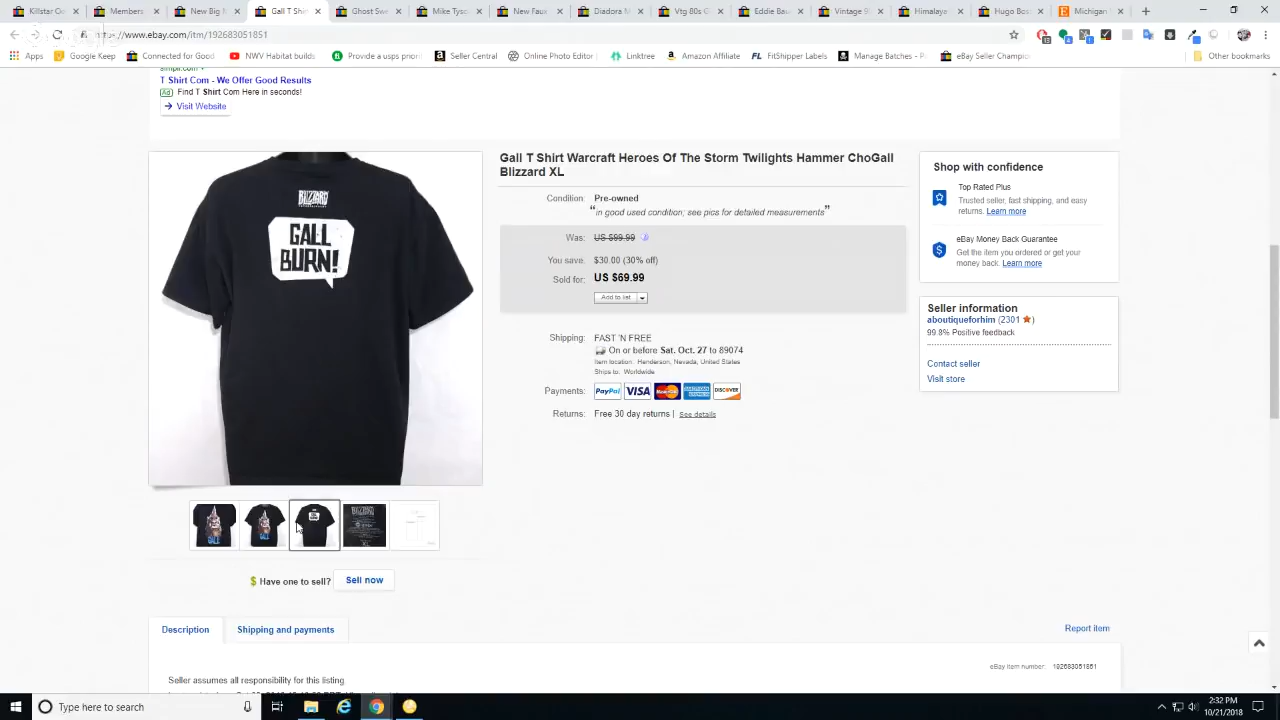 Killstar Go
Members
New Big
Gall T Shir
Ghost Swe
Mike Tyso
New Faux
Diadora M
Vtg 80s G
Eddie Bau
Vintage 9
Himalaya
Hugo Bos
Michigan
https://www.ebay.com/itm/192683051851
Apps
Google Keep
Connected for Good
NWV Habitat builds
Provide a usps prior
Seller Central
Online Photo Editor
Linktree
Amazon Affiliate
FitShipper Labels
Manage Batches - P
eBay Seller Champio
Other bookmarks
T Shirt Com - We Offer Good Results
Ad Find T Shirt Com Here in seconds!
Visit Website
Gall T Shirt Warcraft Heroes Of The Storm Twilights Hammer ChoGall
Blizzard XL
Condition: Pre-owned
“in good used condition; see pics for detailed measurements”
Was: US $99.99
You save: $30.00 (30% off)
Sold for: US $69.99
Add to list
Shipping: FAST 'N FREE
On or before Sat. Oct. 27 to 89074
Item location: Henderson, Nevada, United States
Ships to: Worldwide
Payments: PayPal VISA MasterCard AMERICAN EXPRESS DISCOVER
Returns: Free 30 day returns | See details
Shop with confidence
Top Rated Plus
Trusted seller, fast shipping, and easy
returns. Learn more
eBay Money Back Guarantee
Get the item you ordered or get your
money back. Learn more
Seller information
aboutiqueforhim (2301 )
99.8% Positive feedback
Contact seller
Visit store
BLIZZARD
GALL
BURN!
$ Have one to sell? Sell now
Description
Shipping and payments
Report item
eBay item number: 192683051851
Seller assumes all responsibility for this listing.
Type here to search
2:32 PM
10/21/2018